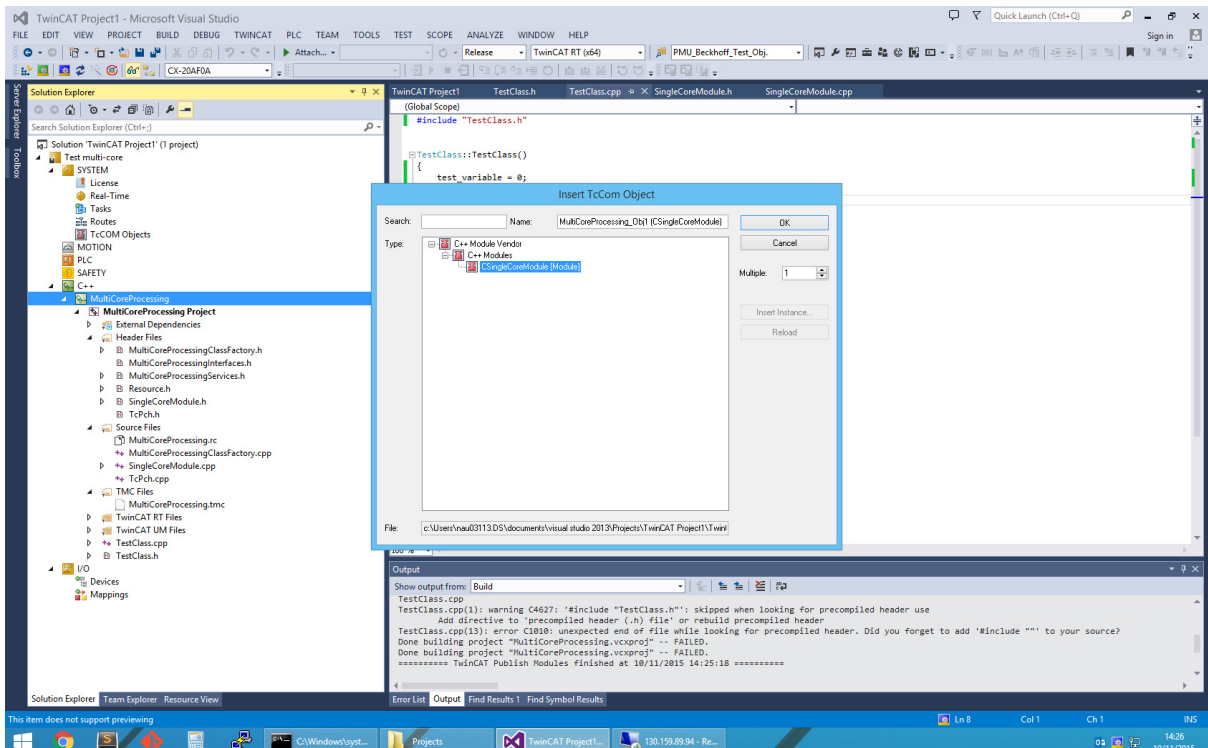 TwinCAT Project1 - Microsoft Visual Studio
Quick Launch (Ctrl+Q)
FILE EDIT VIEW PROJECT BUILD DEBUG TWINCAT PLC TEAM TOOLS TEST SCOPE ANALYZE WINDOW HELP
Sign in
Attach...
Release
TwinCAT RT (x64)
PMU_Beckhoff_Test_Obj.
CX-20AF0A
Server Explorer
Toolbox
Solution Explorer
Search Solution Explorer (Ctrl+;)
Solution 'TwinCAT Project1' (1 project)
Test multi-core
SYSTEM
License
Real-Time
Tasks
Routes
TcCOM Objects
MOTION
PLC
SAFETY
C++
MultiCoreProcessing
MultiCoreProcessing Project
External Dependencies
Header Files
MultiCoreProcessingClassFactory.h
MultiCoreProcessingInterfaces.h
MultiCoreProcessingServices.h
Resource.h
SingleCoreModule.h
TcPch.h
Source Files
MultiCoreProcessing.rc
MultiCoreProcessingClassFactory.cpp
SingleCoreModule.cpp
TcPch.cpp
TMC Files
MultiCoreProcessing.tmc
TwinCAT RT Files
TwinCAT UM Files
TestClass.cpp
TestClass.h
I/O
Devices
Mappings
Solution Explorer Team Explorer Resource View
TwinCAT Project1 TestClass.h TestClass.cpp SingleCoreModule.h SingleCoreModule.cpp
(Global Scope)
#include "TestClass.h"
TestClass::TestClass()
{
test_variable = 0;
Insert TcCom Object
Search:
Name: MultiCoreProcessing_Obj1 (CSingleCoreModule)
OK
Type:
C++ Module Vendor
Cancel
C++ Modules
CSingleCoreModule [Module]
Multiple: 1
Insert Instance...
Reload
File: c:\Users\nau03113.DS\documents\visual studio 2013\Projects\TwinCAT Project1\Twin
100 %
Output
Show output from: Build
TestClass.cpp
TestClass.cpp(1): warning C4627: '#include "TestClass.h"': skipped when looking for precompiled header use
Add directive to 'precompiled header (.h) file' or rebuild precompiled header
TestClass.cpp(13): error C1010: unexpected end of file while looking for precompiled header. Did you forget to add '#include ""' to your source?
Done building project "MultiCoreProcessing.vcxproj" -- FAILED.
Done building project "MultiCoreProcessing.vcxproj" -- FAILED.
========== TwinCAT Publish Modules finished at 10/11/2015 14:25:18 ==========
Error List Output Find Results 1 Find Symbol Results
This item does not support previewing
Ln 8 Col 1 Ch 1 INS
C:\Windows\syst...
Projects
TwinCAT Project1...
130.159.89.94 - Re...
14:26
10/11/2015